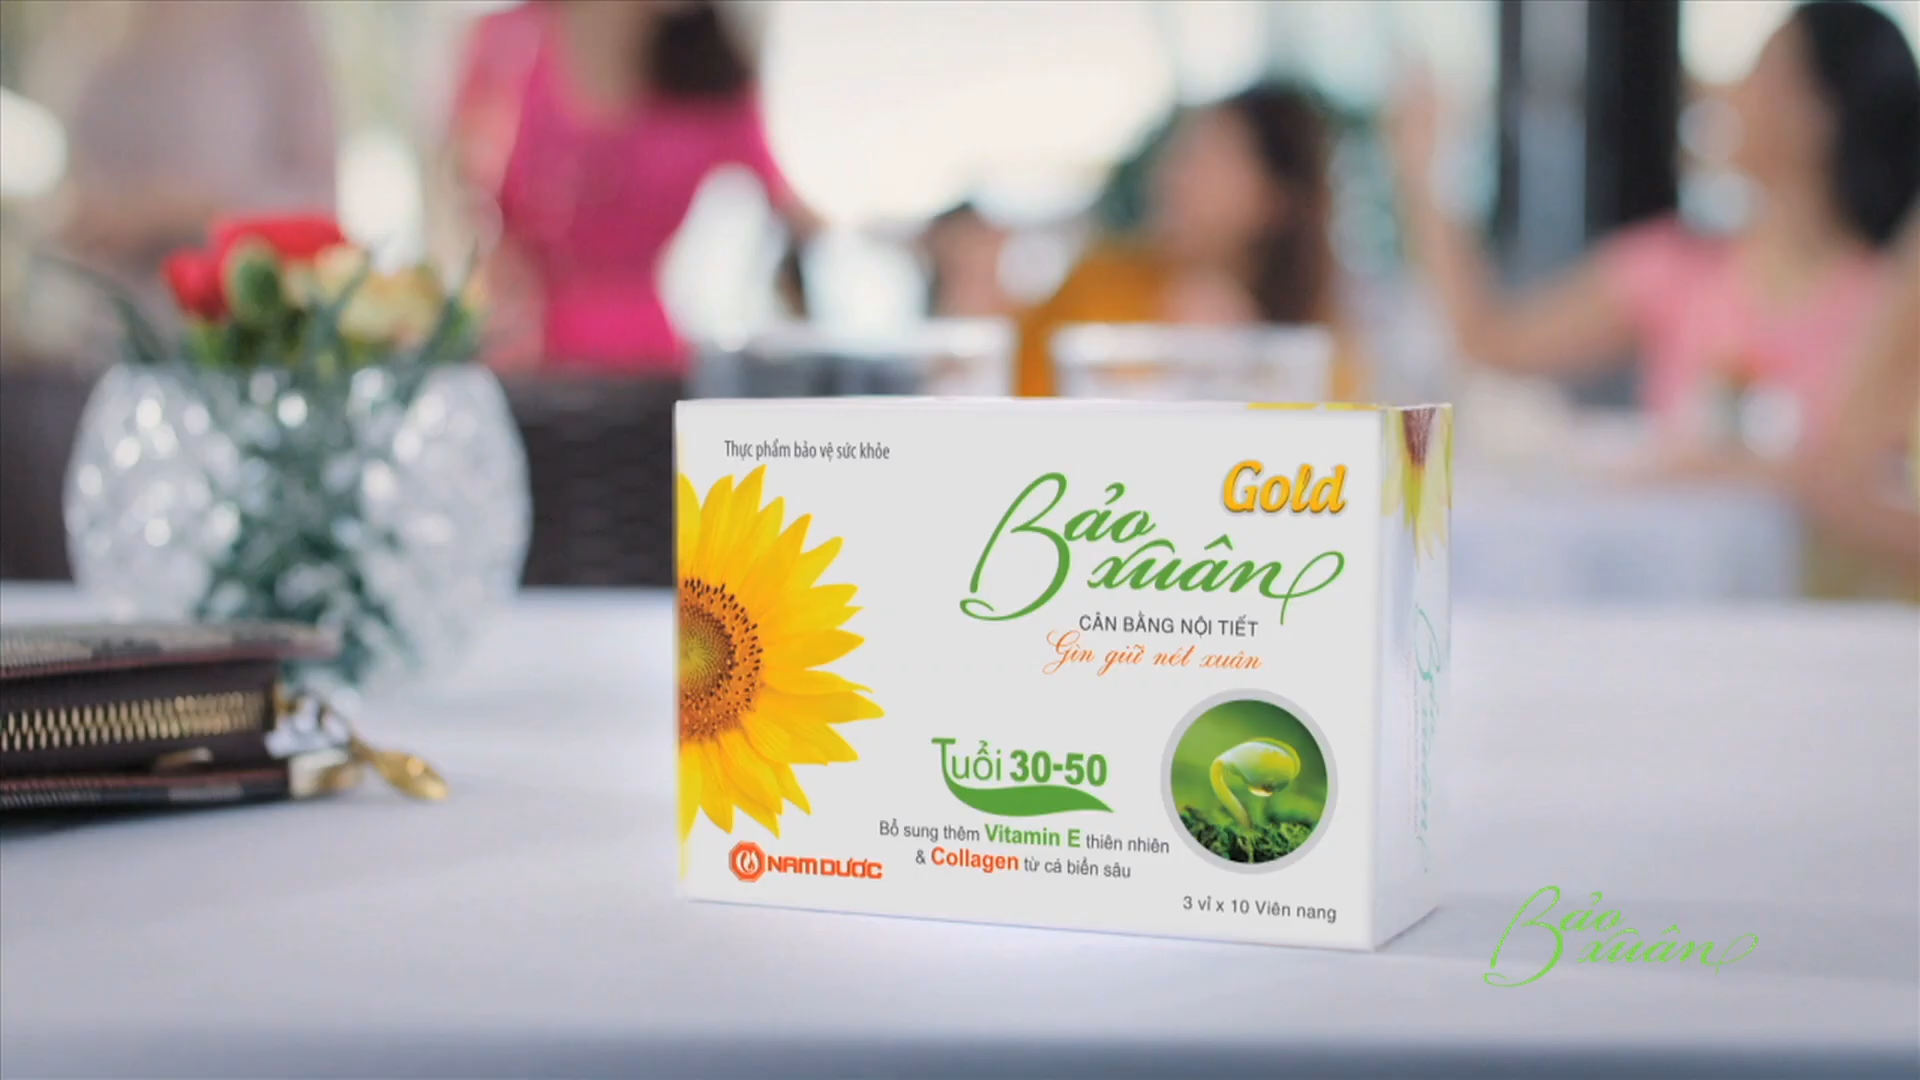 Thực phẩm bảo vệ sức khỏe
Gold
Bảo
xuân
CÂN BẰNG NỘI TIẾT
Gìn giữ nét xuân
Tuổi 30-50
Bổ sung thêm Vitamin E thiên nhiên
& Collagen từ cá biển sâu
NAM DƯỢC
3 vỉ x 10 Viên nang
Bảo
xuân